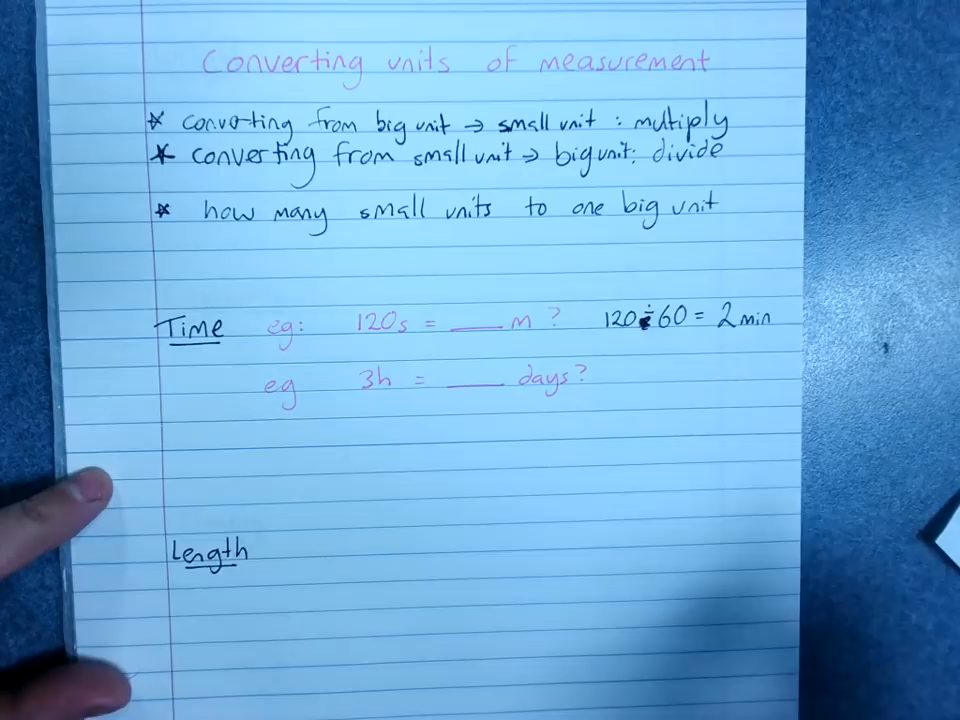 Converting units of measurement
* converting from big unit → small unit : multiply
* converting from small unit → big unit: divide
* how many small units to one big unit
Time eg: 120s = ___ m ? 120 ÷ 60 = 2 min
eg 3h = ___ days?
Length